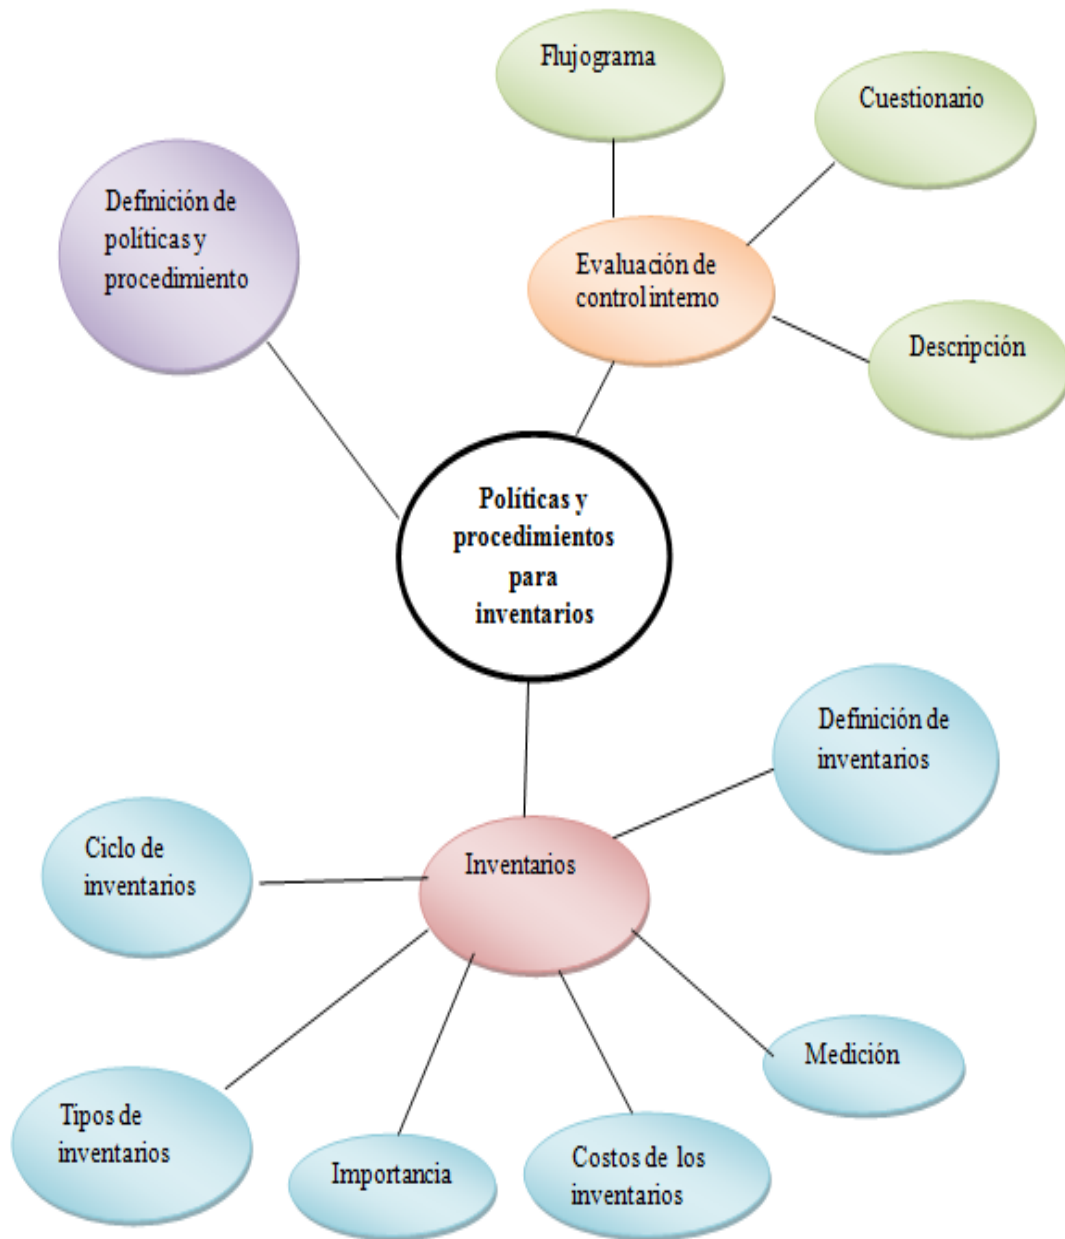 Flujograma
Cuestionario
Definición de
políticas y
procedimiento
Evaluación de
control interno
Descripción
Políticas y
procedimientos
para
inventarios
Definición de
inventarios
Ciclo de
inventarios
Inventarios
Medición
Tipos de
inventarios
Importancia
Costos de los
inventarios